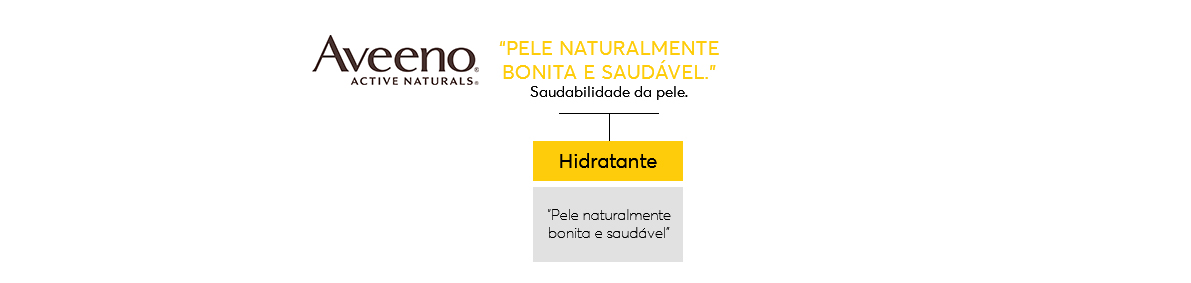 Aveeno®
ACTIVE NATURALS®
“PELE NATURALMENTE
BONITA E SAUDÁVEL.”
Saudabilidade da pele.
Hidratante
“Pele naturalmente
bonita e saudável”